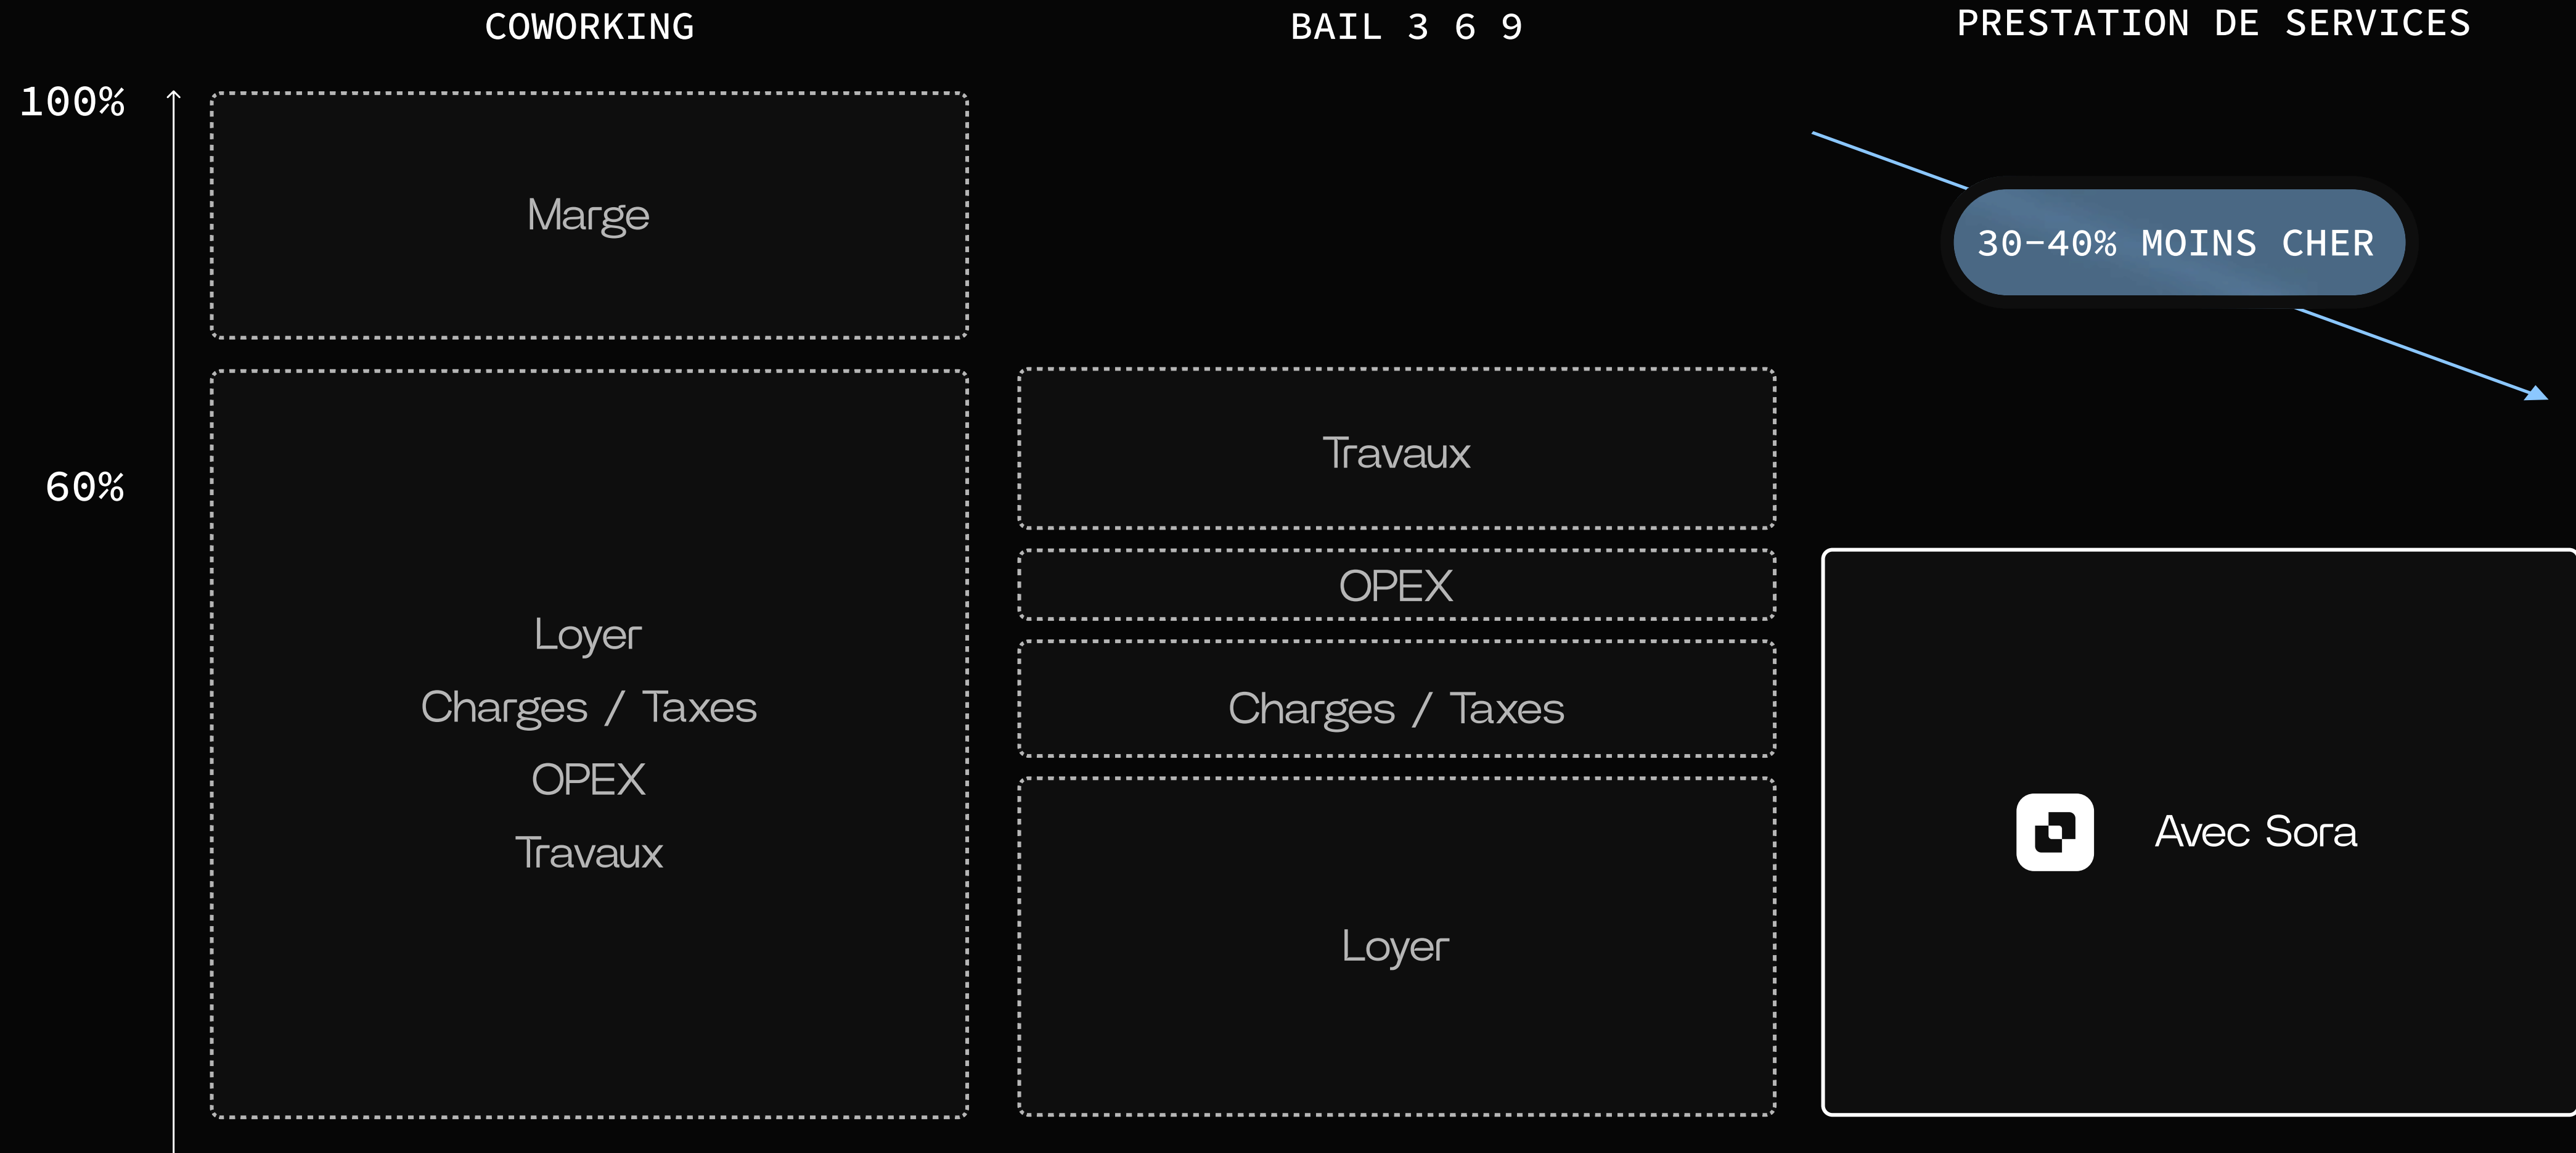 COWORKING
BAIL 3 6 9
PRESTATION DE SERVICES
100%
60%
Marge
Loyer
Charges / Taxes
OPEX
Travaux
Travaux
OPEX
Charges / Taxes
Loyer
30-40% MOINS CHER
Avec Sora